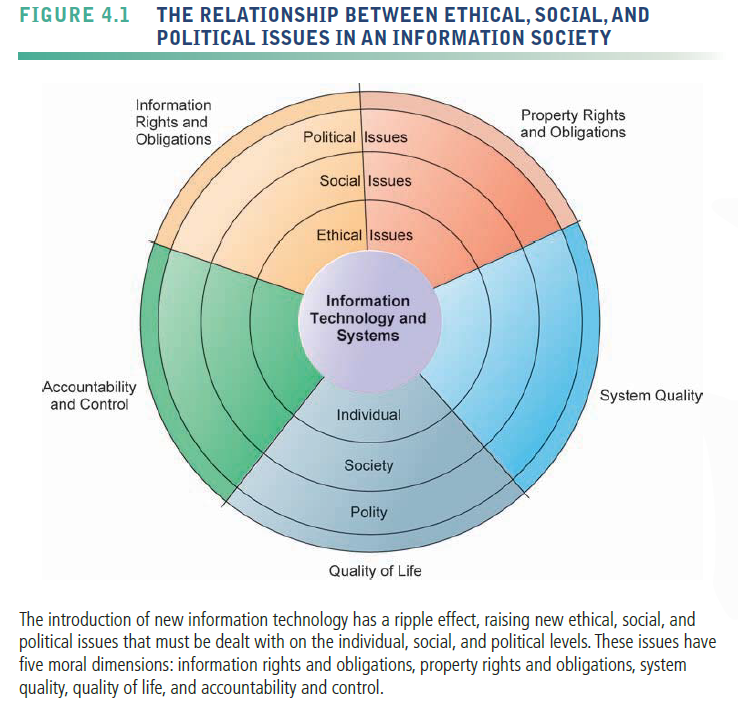 FIGURE 4.1 THE RELATIONSHIP BETWEEN ETHICAL, SOCIAL, AND
POLITICAL ISSUES IN AN INFORMATION SOCIETY
Information
Rights and
Obligations
Property Rights
and Obligations
Political Issues
Social Issues
Ethical Issues
Information
Technology and
Systems
Accountability
and Control
System Quality
Individual
Society
Polity
Quality of Life
The introduction of new information technology has a ripple effect, raising new ethical, social, and
political issues that must be dealt with on the individual, social, and political levels. These issues have
five moral dimensions: information rights and obligations, property rights and obligations, system
quality, quality of life, and accountability and control.